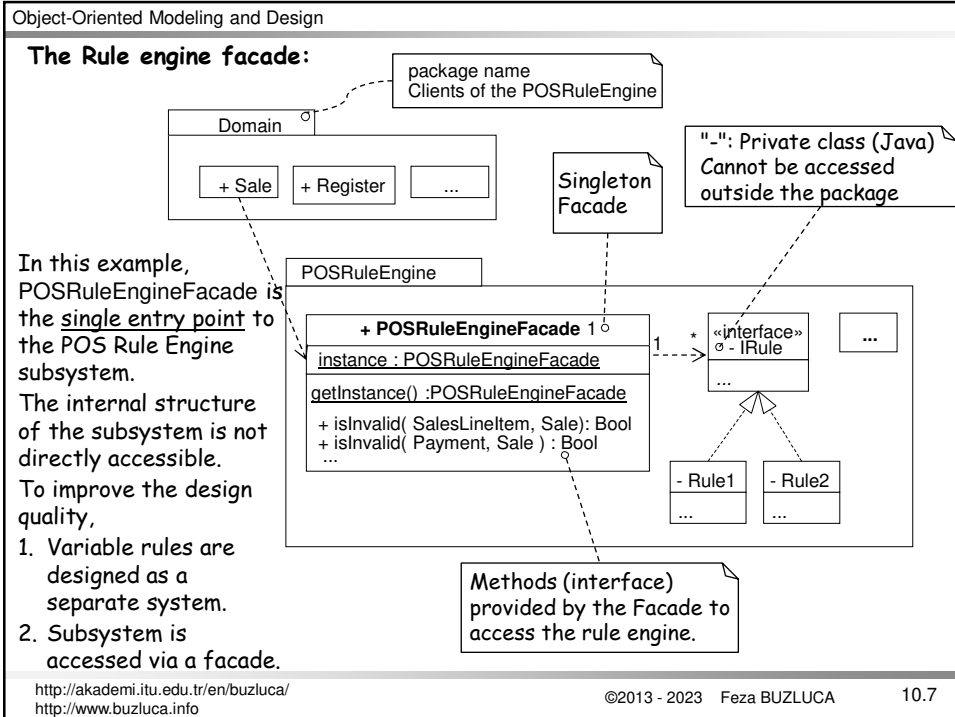 Object-Oriented Modeling and Design
The Rule engine facade:
package name
Clients of the POSRuleEngine
Domain
+ Sale
+ Register
...
Singleton
Facade
"-": Private class (Java)
Cannot be accessed
outside the package
In this example,
POSRuleEngineFacade is
the single entry point to
the POS Rule Engine
subsystem.
The internal structure
of the subsystem is not
directly accessible.
To improve the design
quality,
1. Variable rules are
designed as a
separate system.
2. Subsystem is
accessed via a facade.
POSRuleEngine
+ POSRuleEngineFacade 1
instance : POSRuleEngineFacade
getInstance() :POSRuleEngineFacade
+ isInvalid( SalesLineItem, Sale): Bool
+ isInvalid( Payment, Sale ) : Bool
...
1
*
«interface»
- IRule
...
...
- Rule1
...
- Rule2
...
Methods (interface)
provided by the Facade to
access the rule engine.
http://akademi.itu.edu.tr/en/buzluca/
http://www.buzluca.info
©2013 - 2023 Feza BUZLUCA
10.7